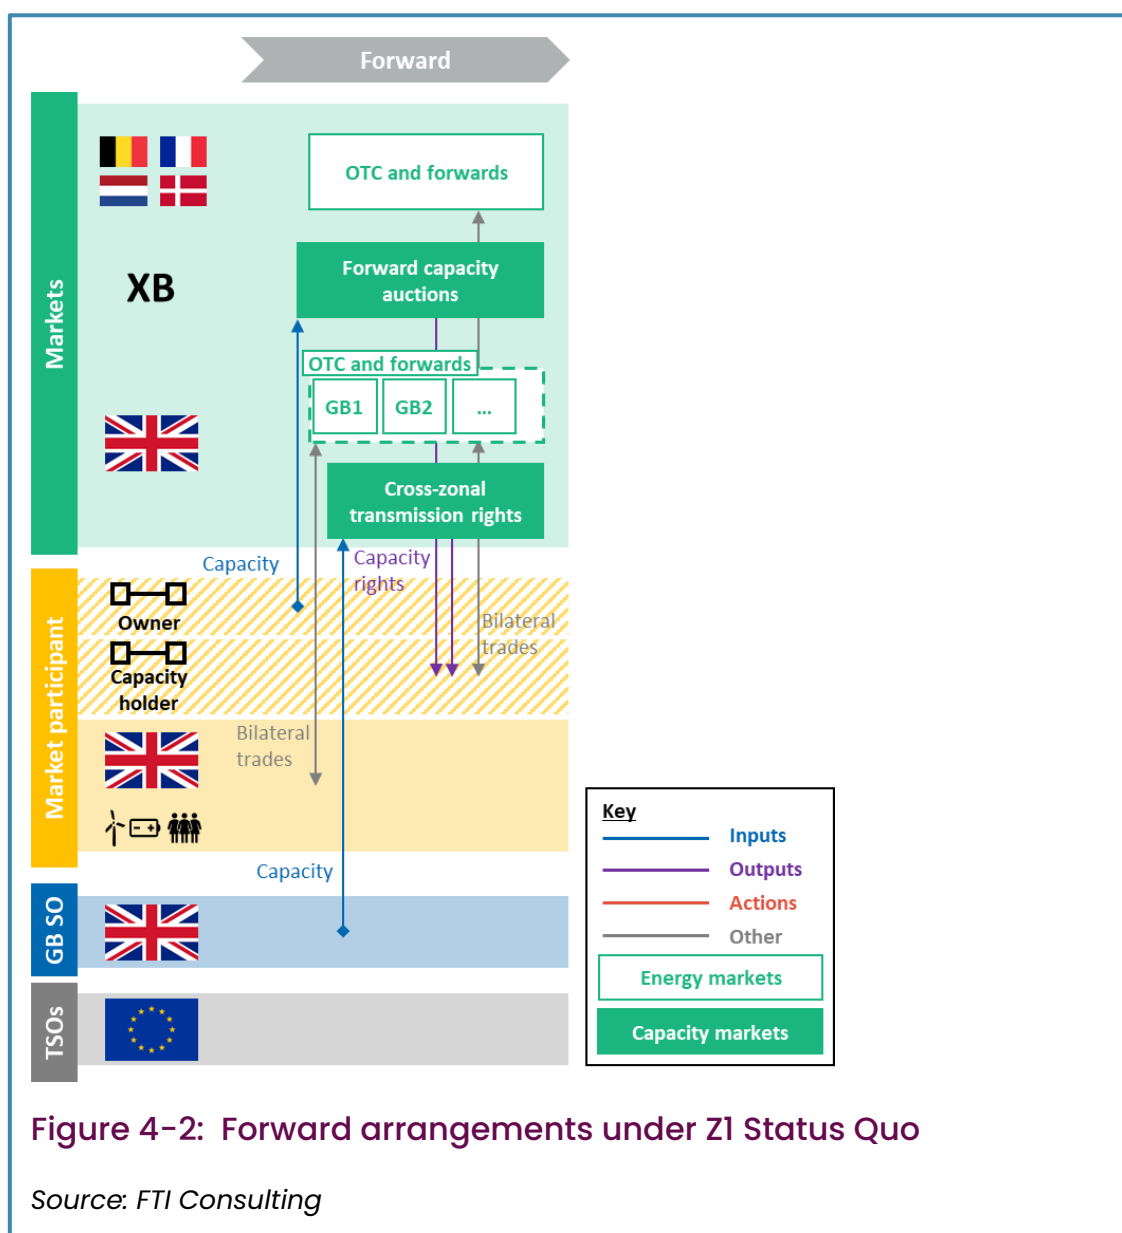 Forward
Markets
OTC and forwards
XB
Forward capacity
auctions
OTC and forwards
GB1
GB2
...
Cross-zonal
transmission rights
Capacity
Capacity
rights
Market participant
Owner
Bilateral
trades
Capacity
holder
Bilateral
trades
Capacity
GB SO
TSOs
Key
Inputs
Outputs
Actions
Other
Energy markets
Capacity markets
Figure 4-2: Forward arrangements under Z1 Status Quo
Source: FTI Consulting